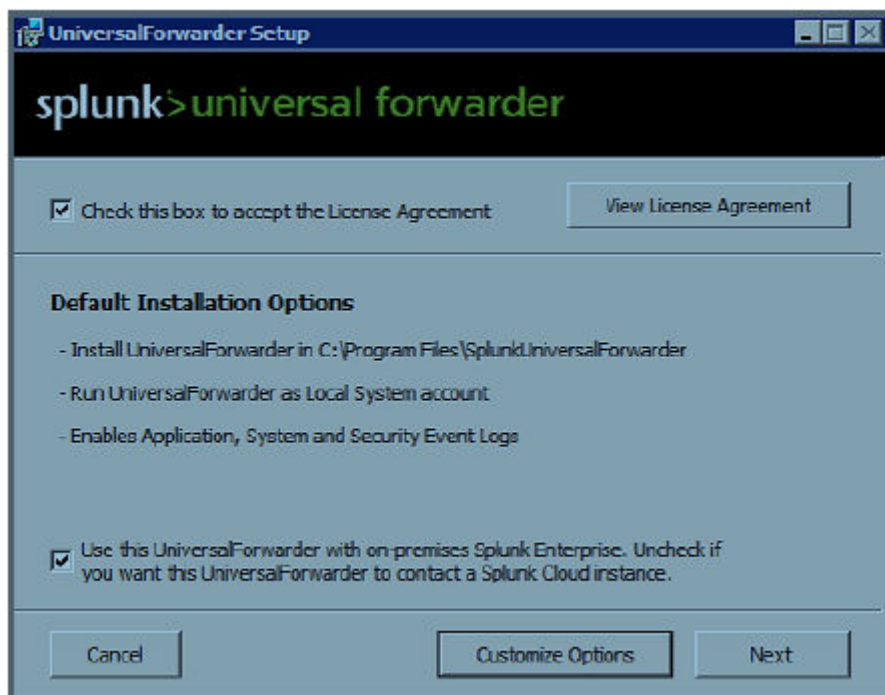 UniversalForwarder Setup
splunk>universal forwarder
Check this box to accept the License Agreement
View License Agreement
Default Installation Options
- Install UniversalForwarder in C:\Program Files\SplunkUniversalForwarder
- Run UniversalForwarder as Local System account
- Enables Application, System and Security Event Logs
Use this UniversalForwarder with on-premises Splunk Enterprise. Uncheck if
you want this UniversalForwarder to contact a Splunk Cloud instance.
Cancel
Customize Options
Next